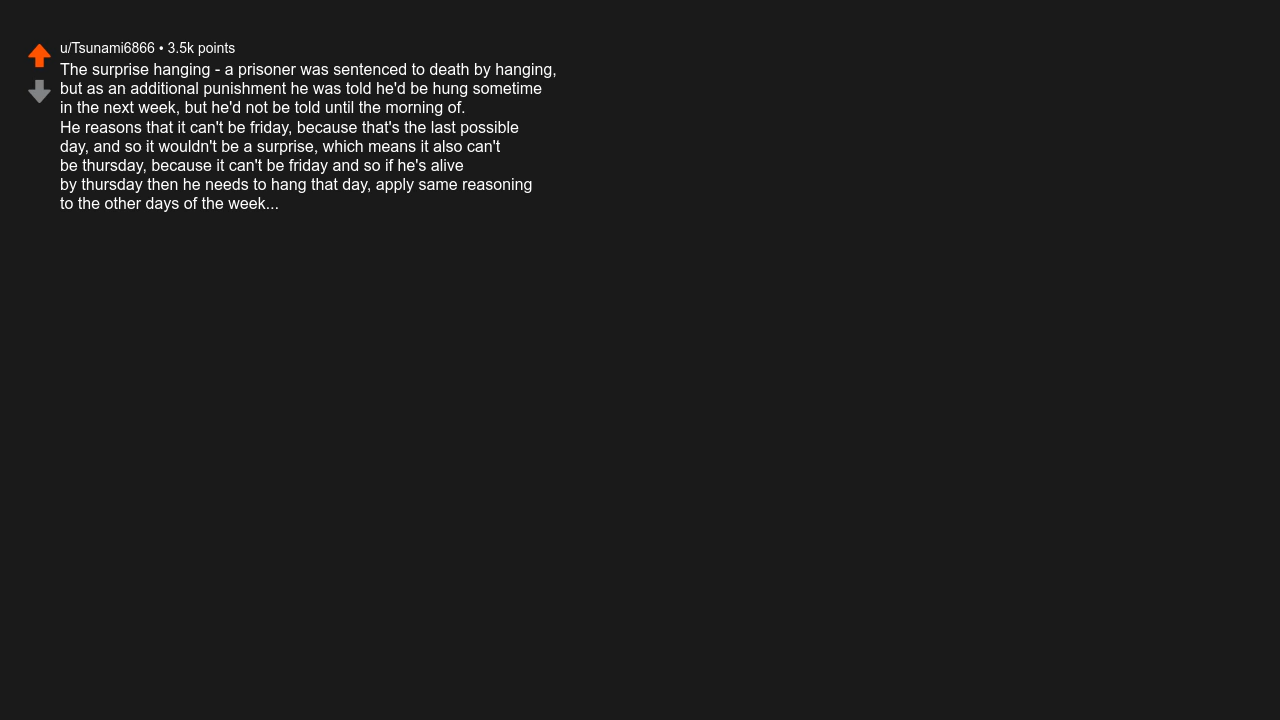 u/Tsunami6866 • 3.5k points
The surprise hanging - a prisoner was sentenced to death by hanging,
but as an additional punishment he was told he'd be hung sometime
in the next week, but he'd not be told until the morning of.
He reasons that it can't be friday, because that's the last possible
day, and so it wouldn't be a surprise, which means it also can't
be thursday, because it can't be friday and so if he's alive
by thursday then he needs to hang that day, apply same reasoning
to the other days of the week...